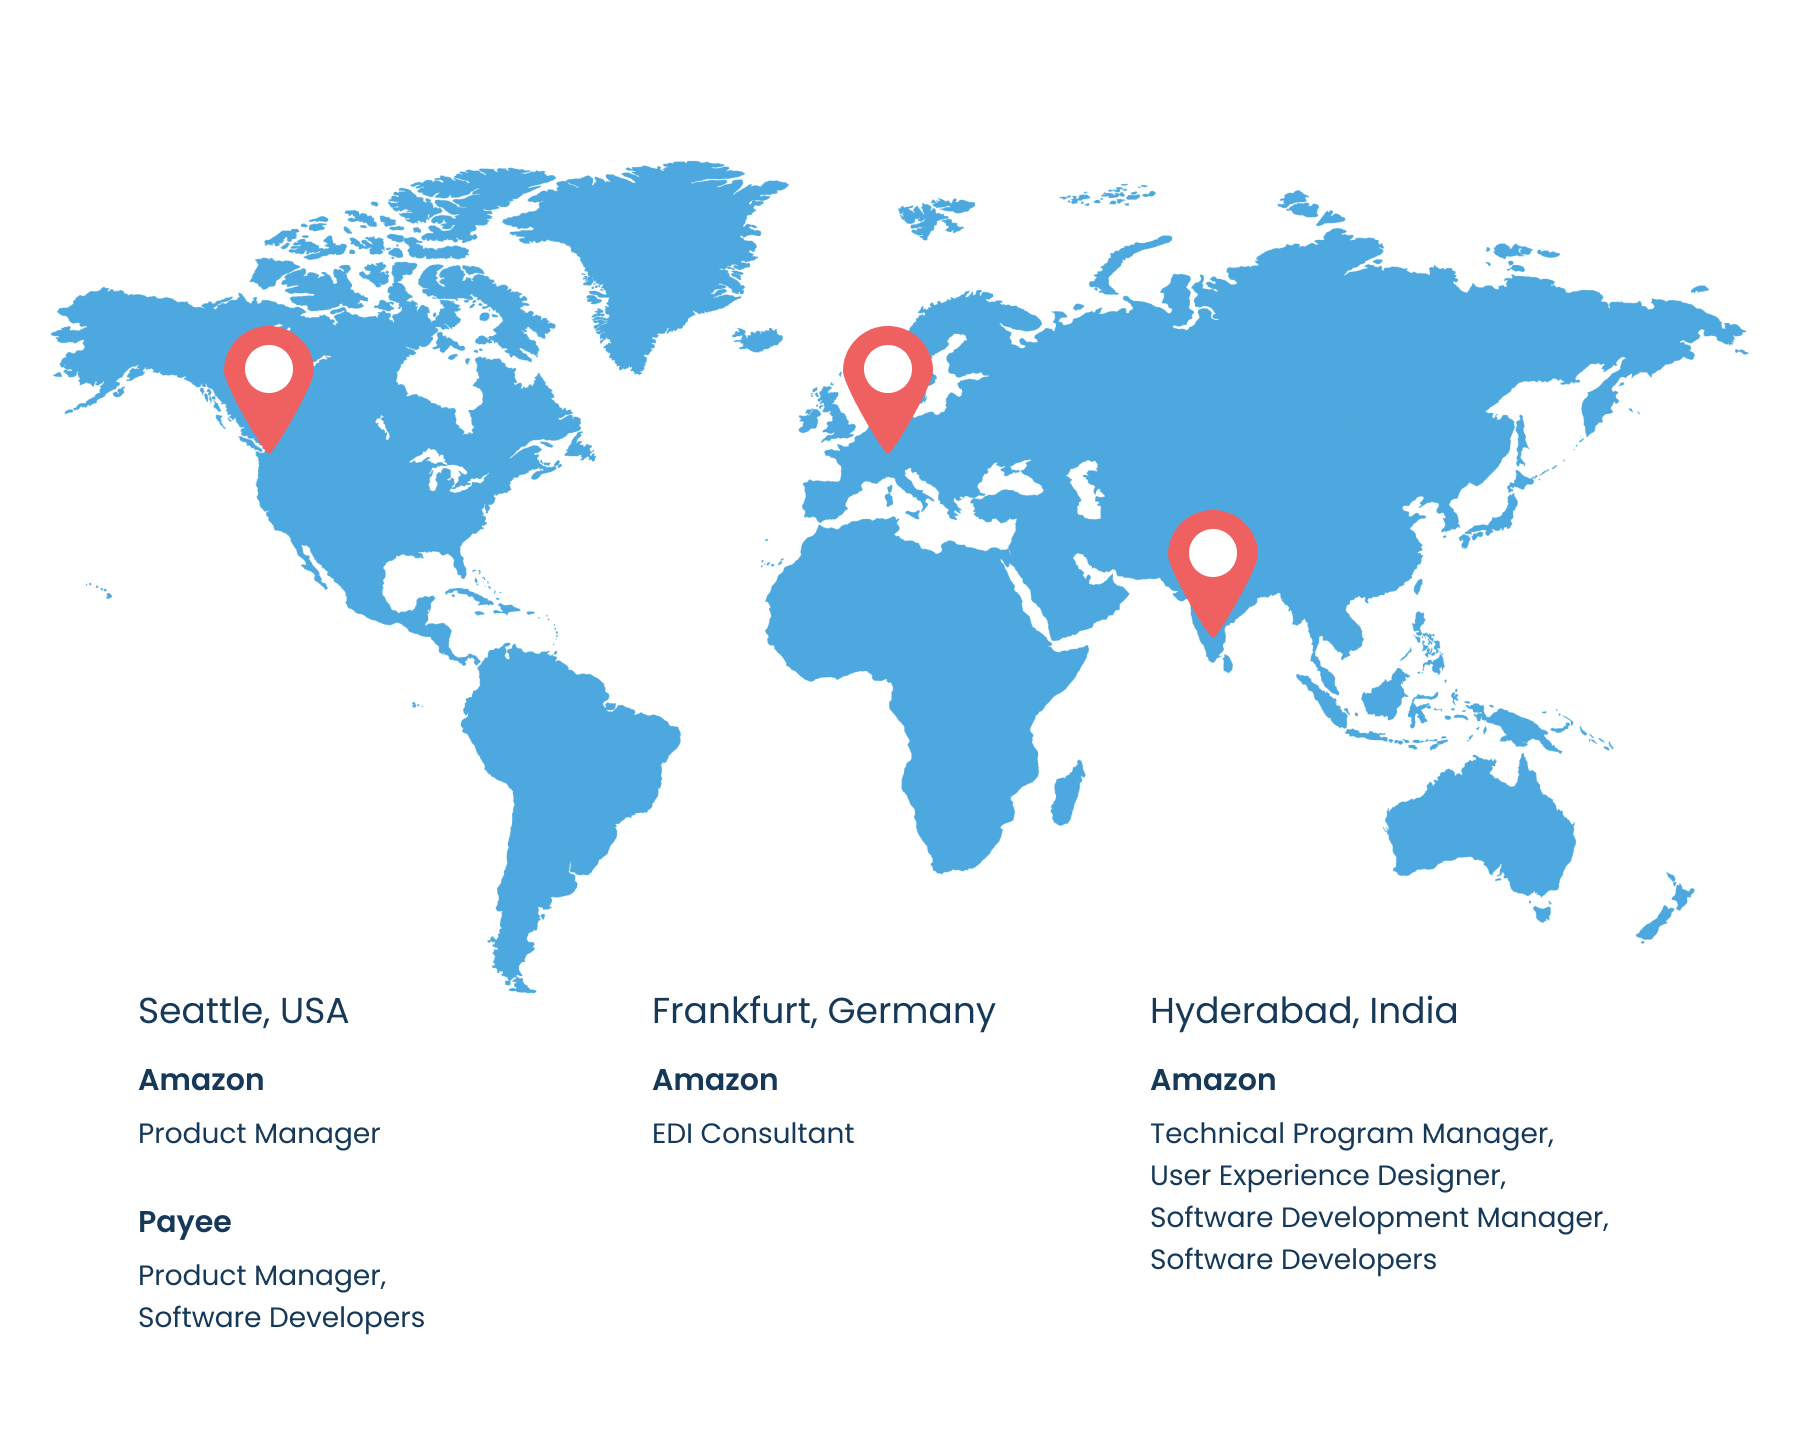 Seattle, USA
Amazon
Product Manager
Payee
Product Manager,
Software Developers
Frankfurt, Germany
Amazon
EDI Consultant
Hyderabad, India
Amazon
Technical Program Manager,
User Experience Designer,
Software Development Manager,
Software Developers